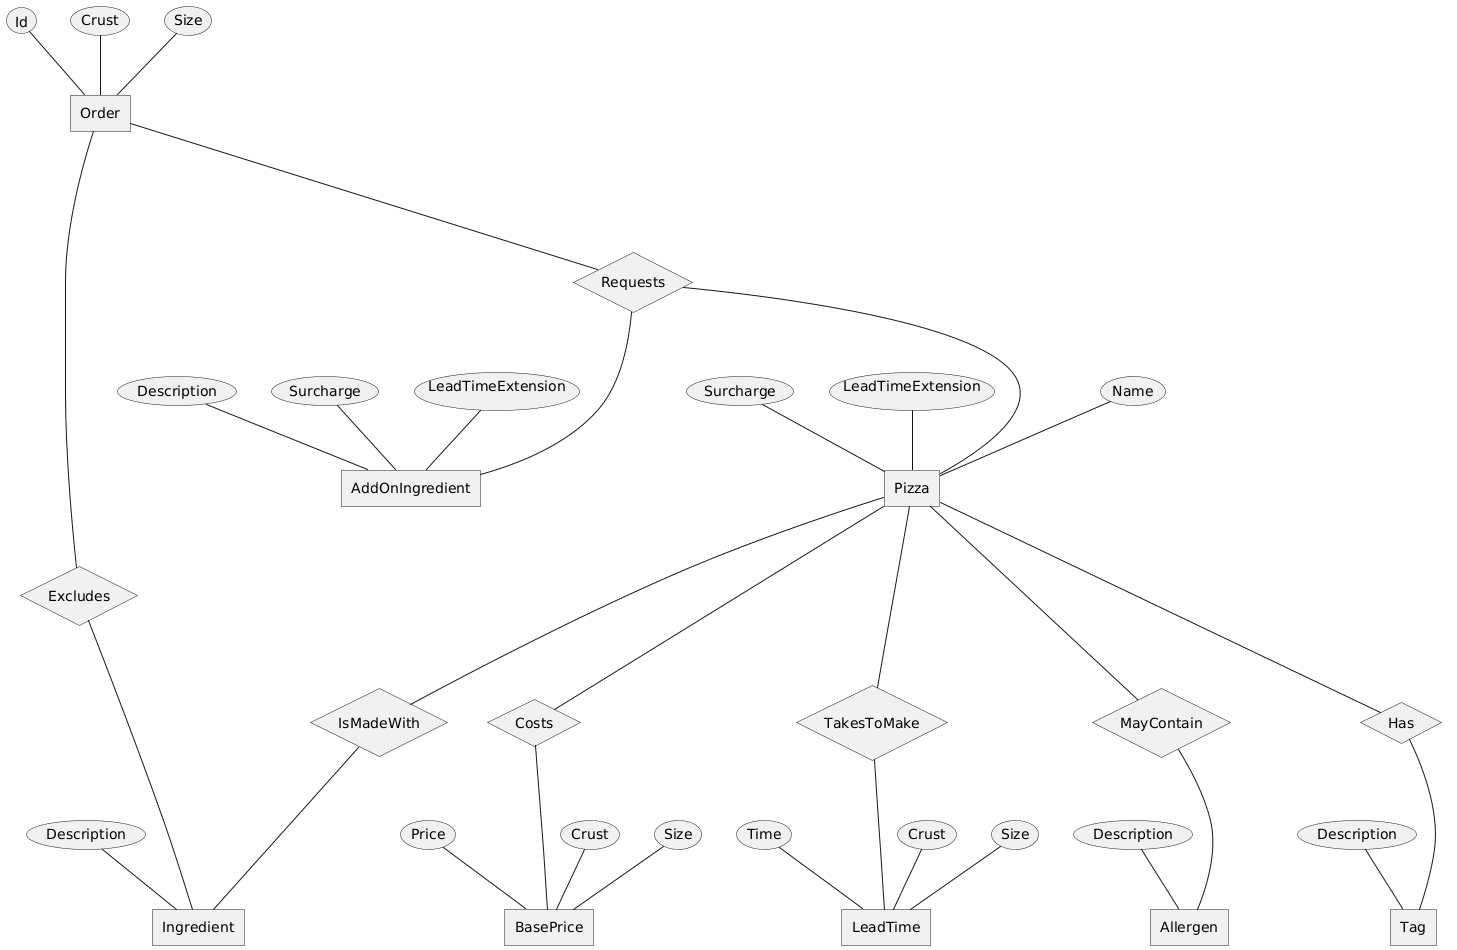 Id
Crust
Size
Order
Requests
Description
Surcharge
LeadTimeExtension
Surcharge
LeadTimeExtension
Name
AddOnIngredient
Pizza
Excludes
IsMadeWith
Costs
TakesToMake
MayContain
Has
Description
Price
Crust
Size
Time
Crust
Size
Description
Description
Ingredient
BasePrice
LeadTime
Allergen
Tag